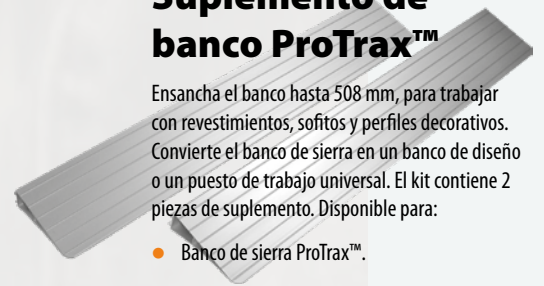 Suplemento de
banco ProTrax™
Ensancha el banco hasta 508 mm, para trabajar
con revestimientos, sofitos y perfiles decorativos.
Convierte el banco de sierra en un banco de diseño
o un puesto de trabajo universal. El kit contiene 2
piezas de suplemento. Disponible para:
● Banco de sierra ProTrax™.